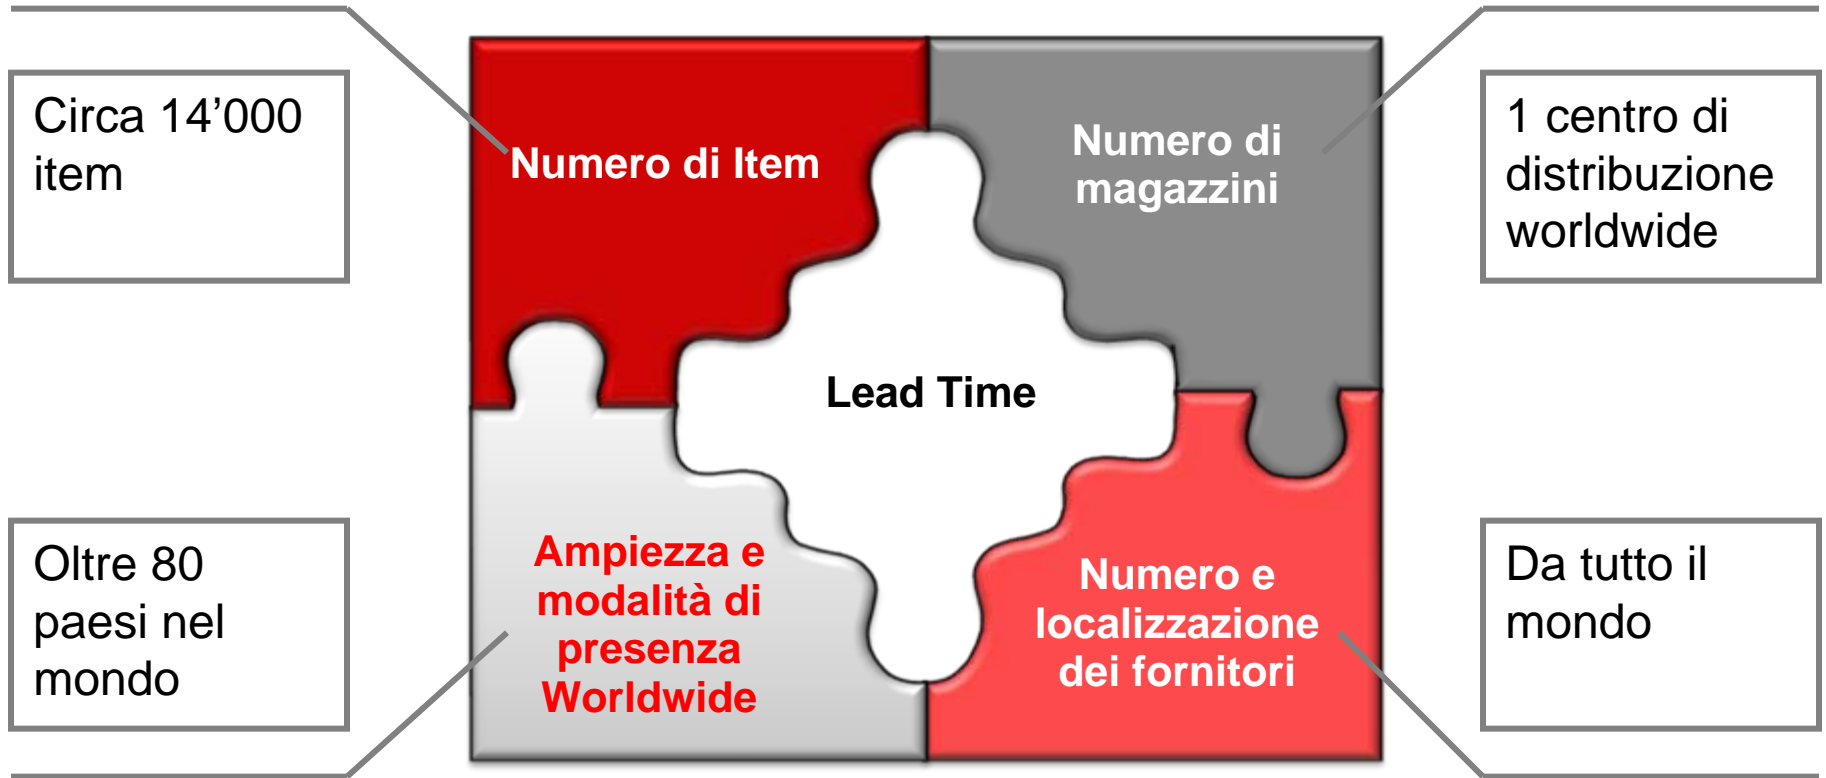 Circa 14’000
item
Numero di Item
Numero di
magazzini
1 centro di
distribuzione
worldwide
Lead Time
Oltre 80
paesi nel
mondo
Ampiezza e
modalità di
presenza
Worldwide
Numero e
localizzazione
dei fornitori
Da tutto il
mondo